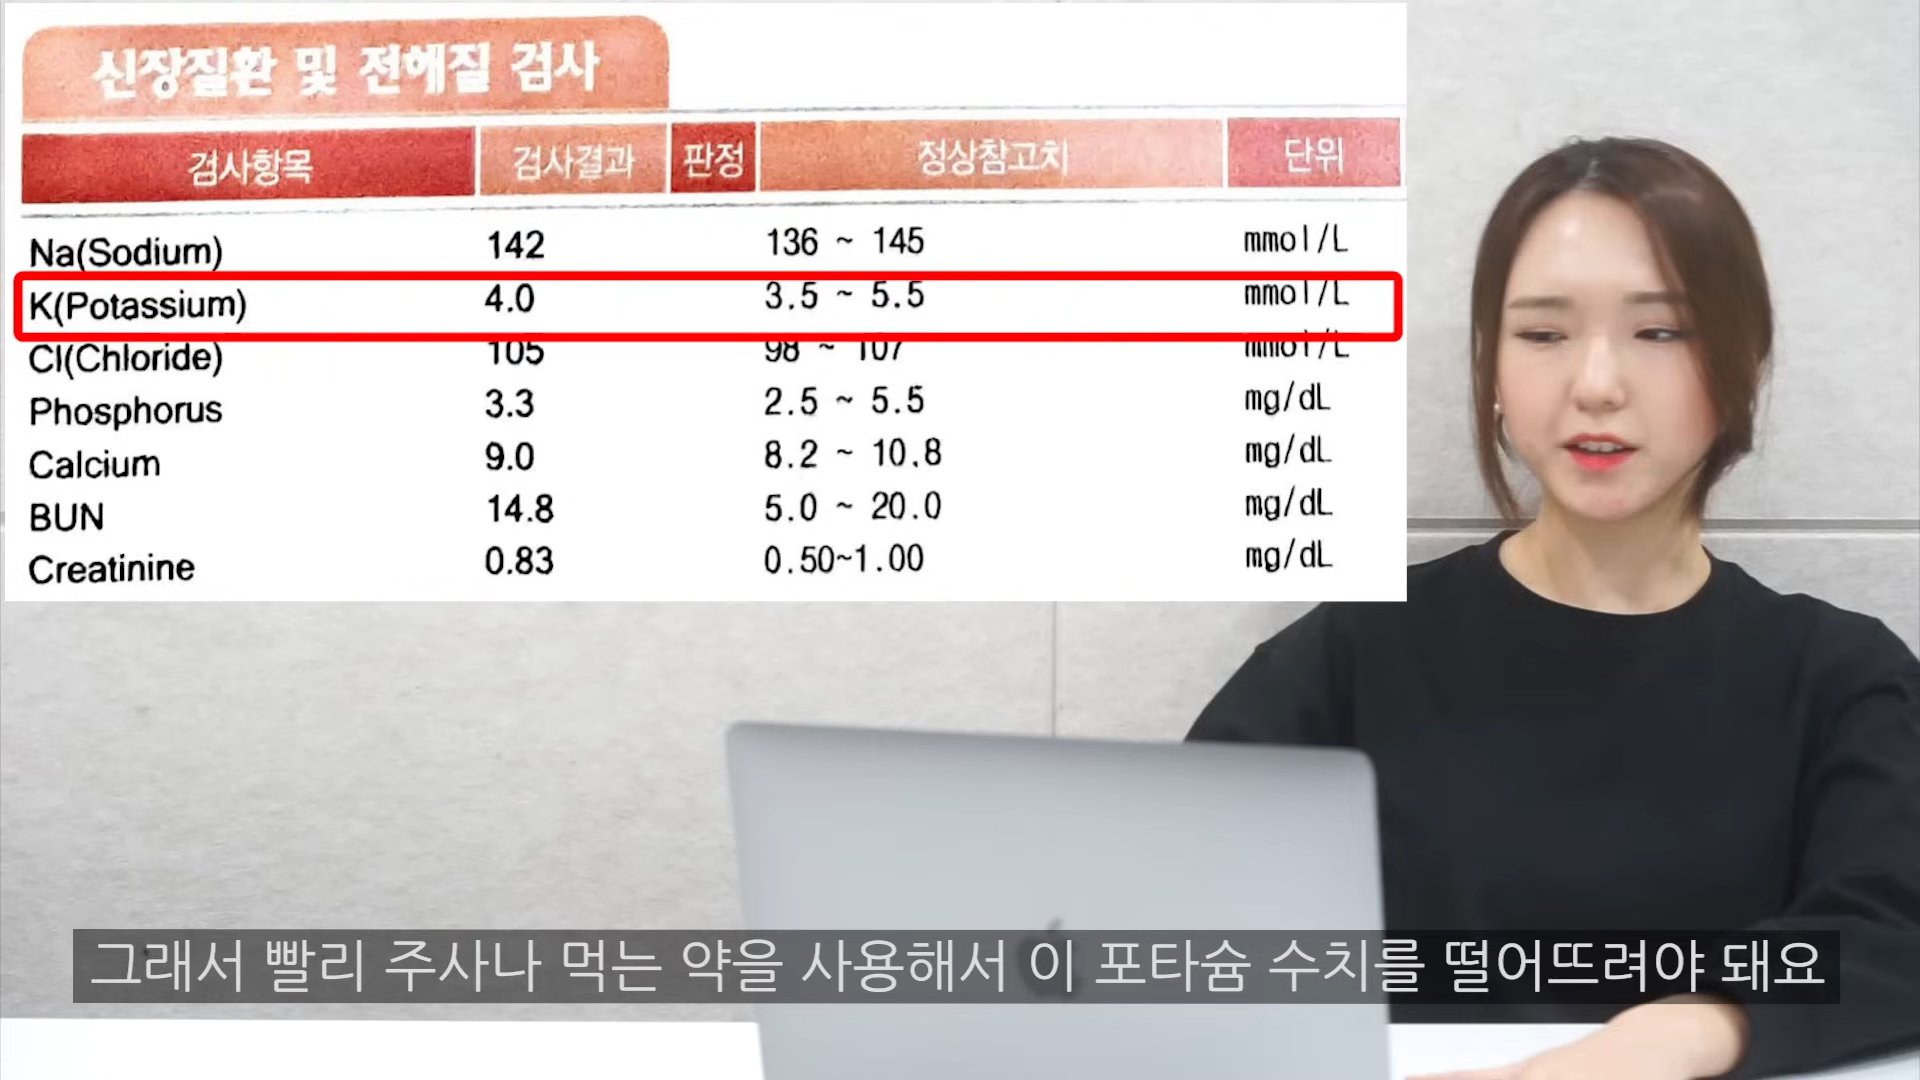 신장질환 및 전해질 검사
검사항목 검사결과 판정 정상참고치 단위
Na(Sodium) 142 136 ~ 145 mmol/L
K(Potassium) 4.0 3.5 ~ 5.5 mmol/L
Cl(Chloride) 105 98 ~ 107 mmol/L
Phosphorus 3.3 2.5 ~ 5.5 mg/dL
Calcium 9.0 8.2 ~ 10.8 mg/dL
BUN 14.8 5.0 ~ 20.0 mg/dL
Creatinine 0.83 0.50~1.00 mg/dL
그래서 빨리 주사나 먹는 약을 사용해서 이 포타슘 수치를 떨어뜨려야 돼요